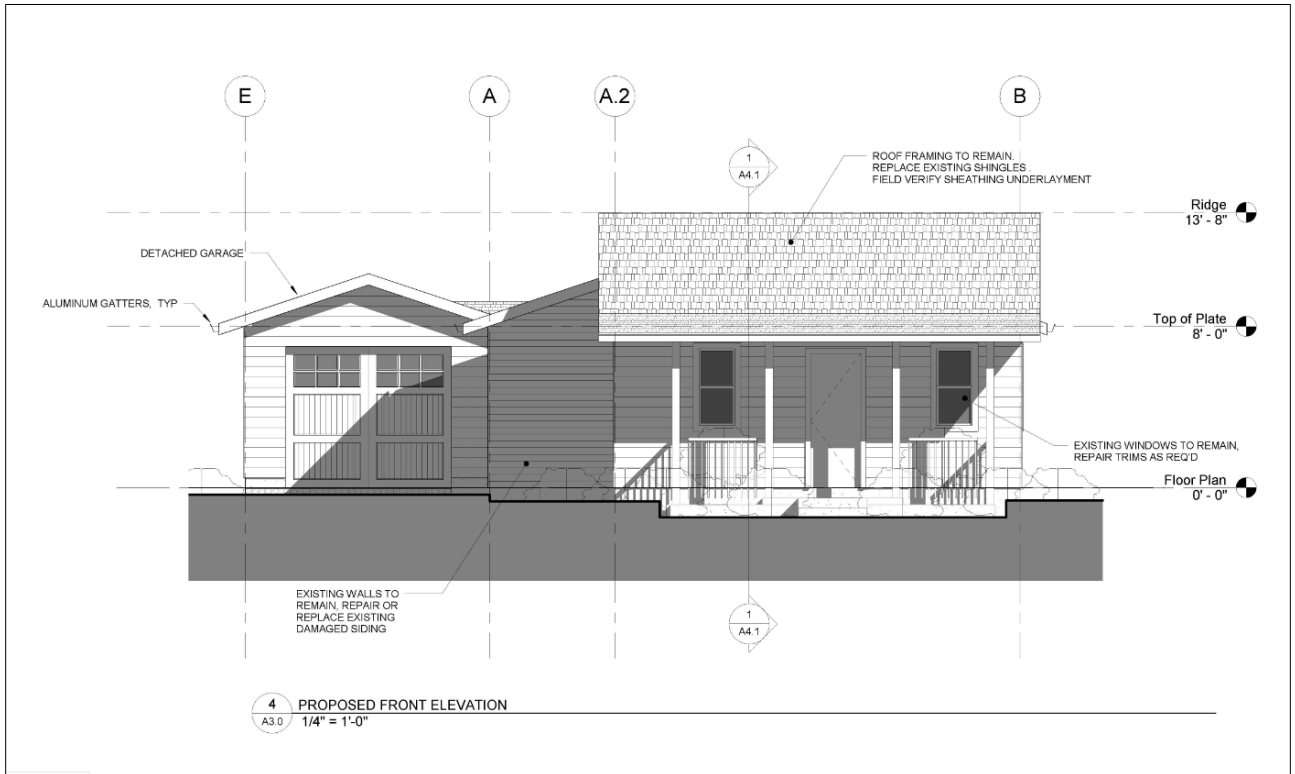 E
A
A.2
B
1
A4.1
ROOF FRAMING TO REMAIN.
REPLACE EXISTING SHINGLES .
FIELD VERIFY SHEATHING UNDERLAYMENT
Ridge
13' - 8"
DETACHED GARAGE
ALUMINUM GATTERS, TYP
Top of Plate
8' - 0"
EXISTING WINDOWS TO REMAIN,
REPAIR TRIMS AS REQ'D
Floor Plan
0' - 0"
EXISTING WALLS TO
REMAIN, REPAIR OR
REPLACE EXISTING
DAMAGED SIDING
1
A4.1
4
A3.0
PROPOSED FRONT ELEVATION
1/4" = 1'-0"